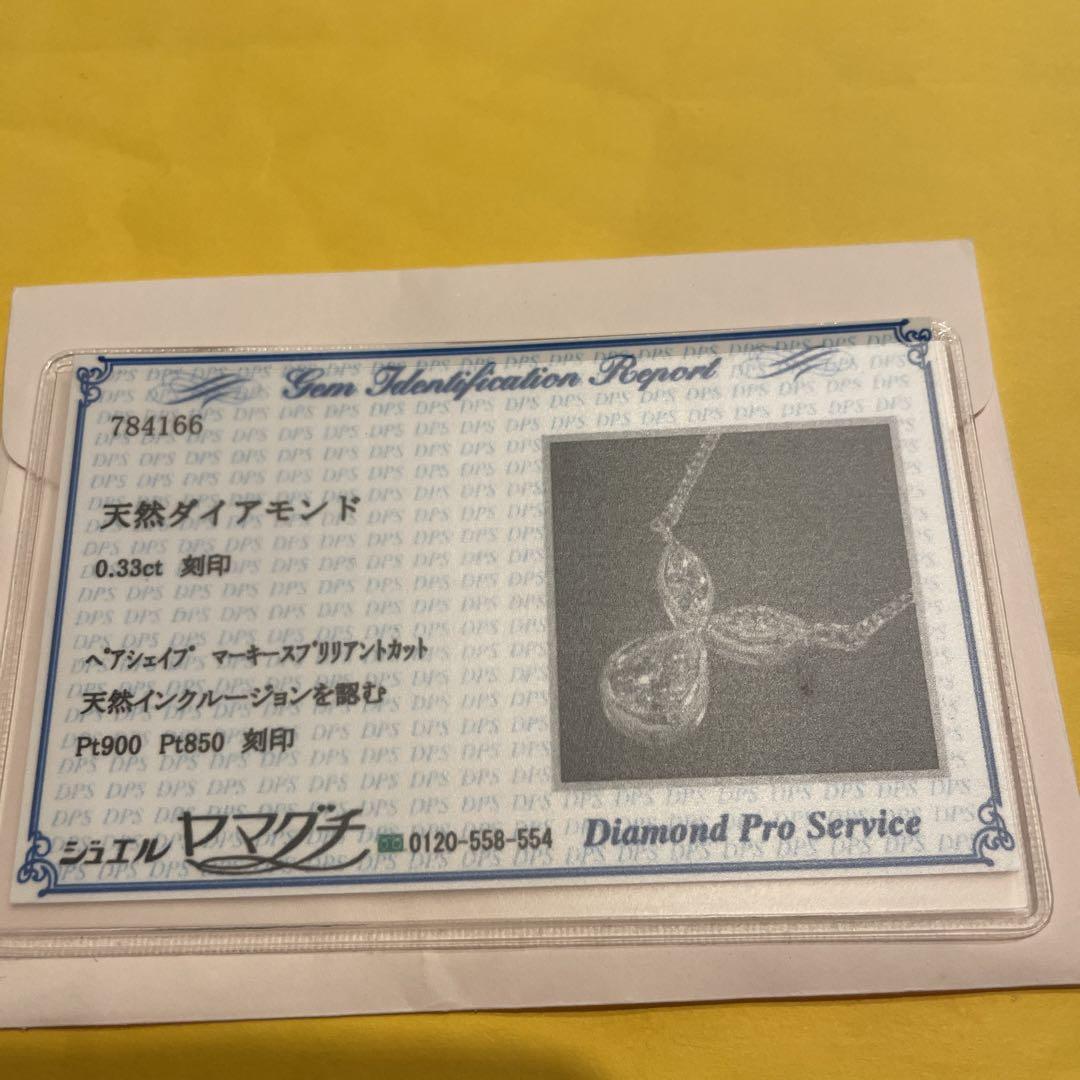 Gem Identification Report
784166
天然ダイアモンド
0.33ct 刻印
ペアシェイプ マーキースブリリアントカット
天然インクルージョンを認む
Pt900 Pt850 刻印
ジュエル ヤマグチ 0120-558-554
Diamond Pro Service